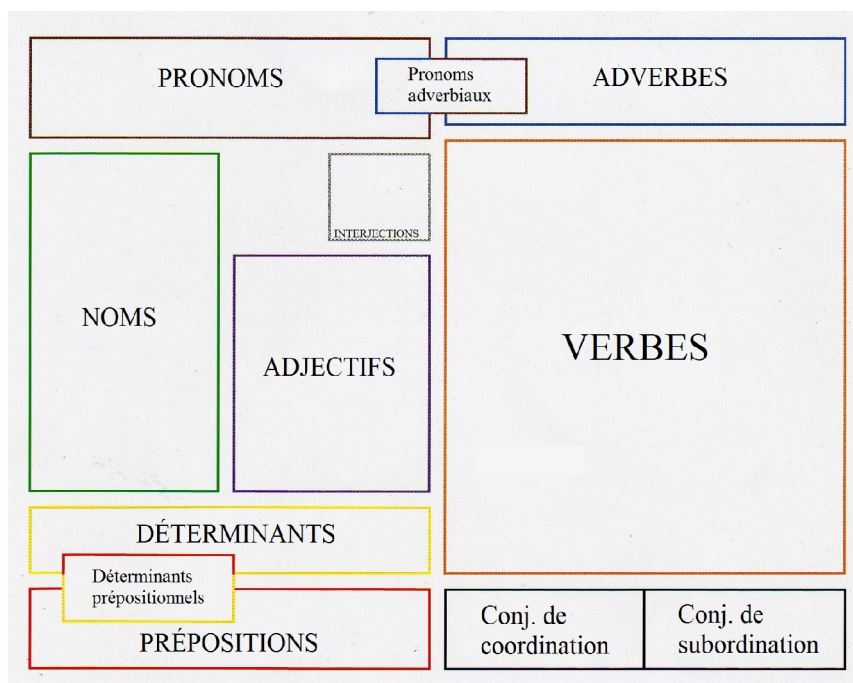 PRONOMS
Pronoms
adverbiaux
ADVERBES
INTERJECTIONS
NOMS
ADJECTIFS
VERBES
DÉTERMINANTS
Déterminants
prépositionnels
PRÉPOSITIONS
Conj. de
coordination
Conj. de
subordination